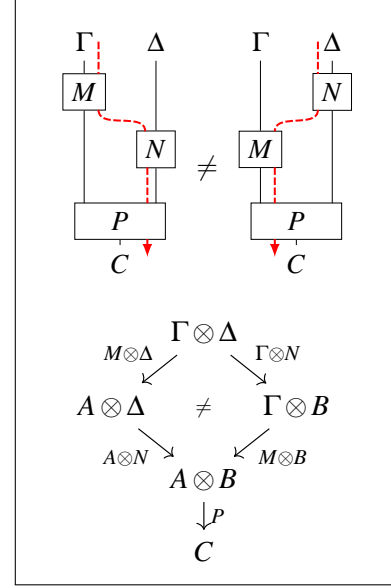 Γ Δ Γ Δ
M N
N ≠ M
P P
C C
Γ ⊗ Δ
M⊗Δ Γ⊗N
A ⊗ Δ ≠ Γ ⊗ B
A⊗N M⊗B
A ⊗ B
P
C